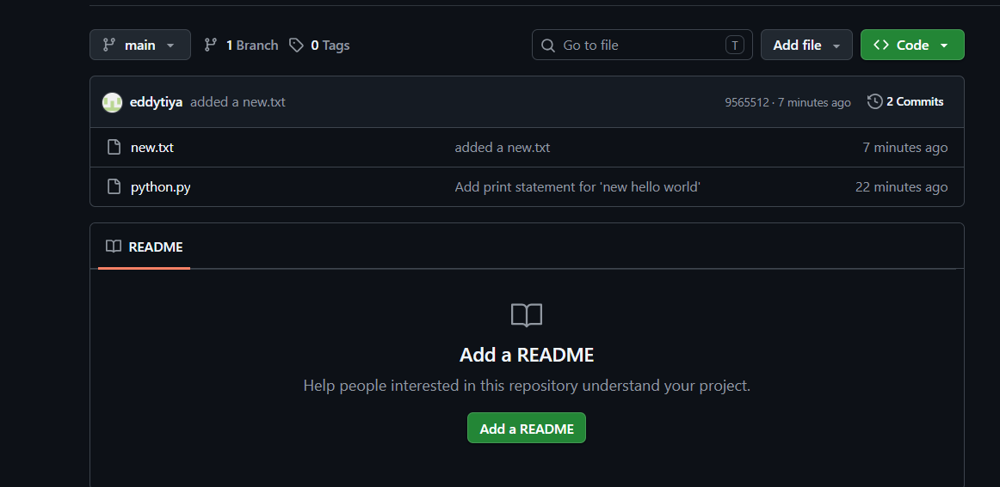 main 1 Branch 0 Tags Go to file T Add file Code
eddytiya added a new.txt 9565512 · 7 minutes ago 2 Commits
new.txt added a new.txt 7 minutes ago
python.py Add print statement for 'new hello world' 22 minutes ago
README
Add a README
Help people interested in this repository understand your project.
Add a README